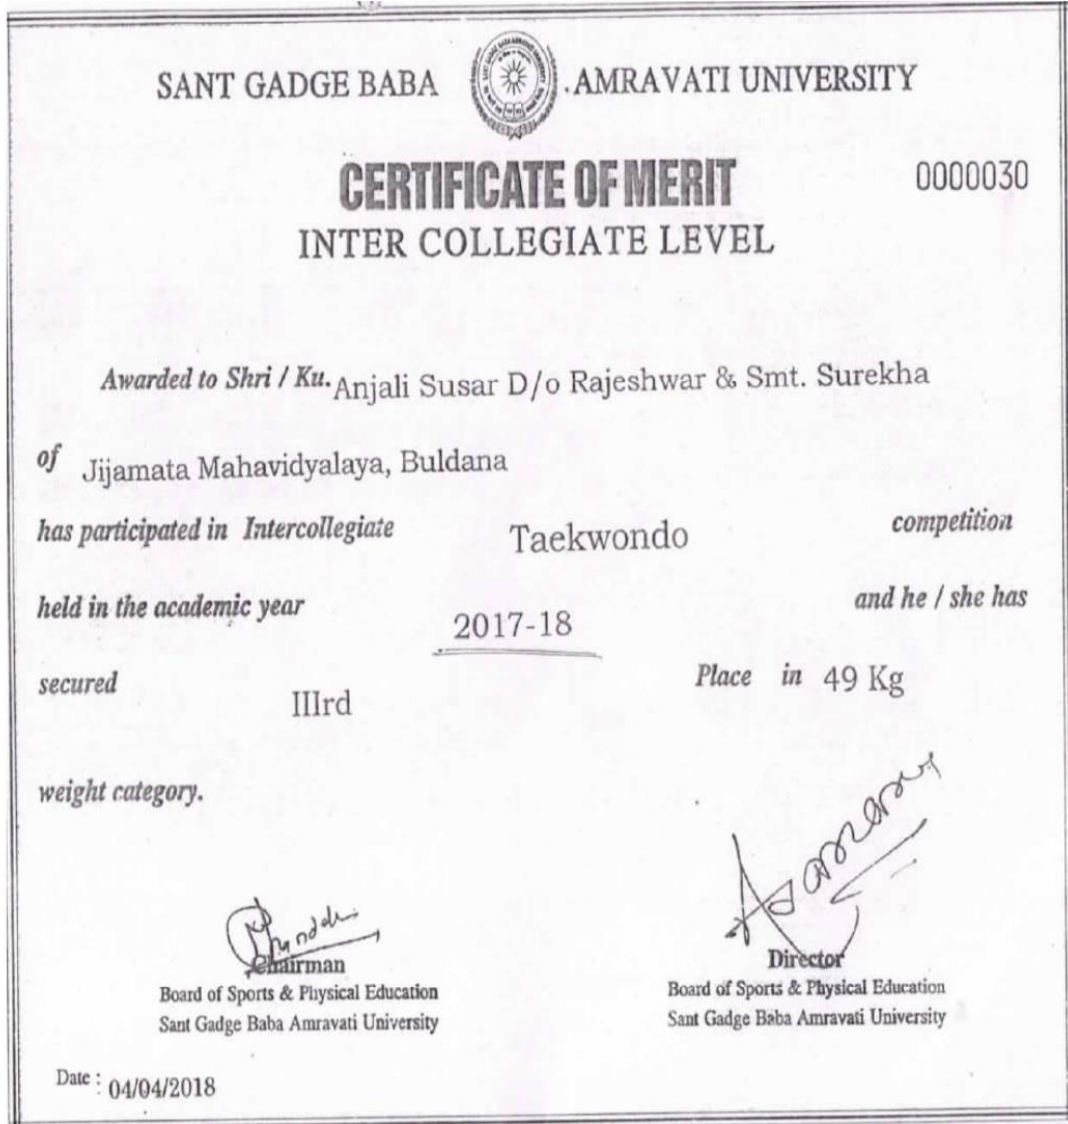 SANT GADGE BABA AMRAVATI UNIVERSITY
CERTIFICATE OF MERIT
0000030
INTER COLLEGIATE LEVEL
Awarded to Shri / Ku. Anjali Susar D/o Rajeshwar & Smt. Surekha
of Jijamata Mahavidyalaya, Buldana
has participated in Intercollegiate Taekwondo competition
held in the academic year 2017-18 and he / she has
secured IIIrd Place in 49 Kg
weight category.
Chairman
Board of Sports & Physical Education
Sant Gadge Baba Amravati University
Director
Board of Sports & Physical Education
Sant Gadge Baba Amravati University
Date : 04/04/2018